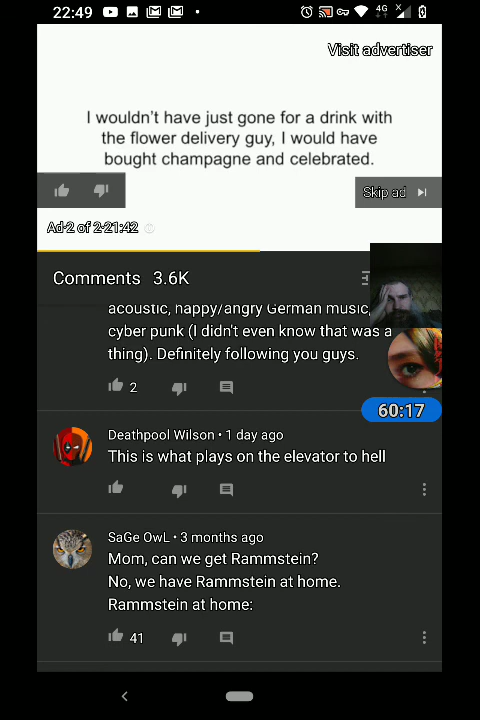 22:49
4G
Visit advertiser
I wouldn't have just gone for a drink with
the flower delivery guy, I would have
bought champagne and celebrated.
Skip ad
Ad 2 of 2·21:42
Comments 3.6K
acoustic, happy/angry German music,
cyber punk (I didn't even know that was a
thing). Definitely following you guys.
2
60:17
Deathpool Wilson • 1 day ago
This is what plays on the elevator to hell
SaGe OwL • 3 months ago
Mom, can we get Rammstein?
No, we have Rammstein at home.
Rammstein at home:
41